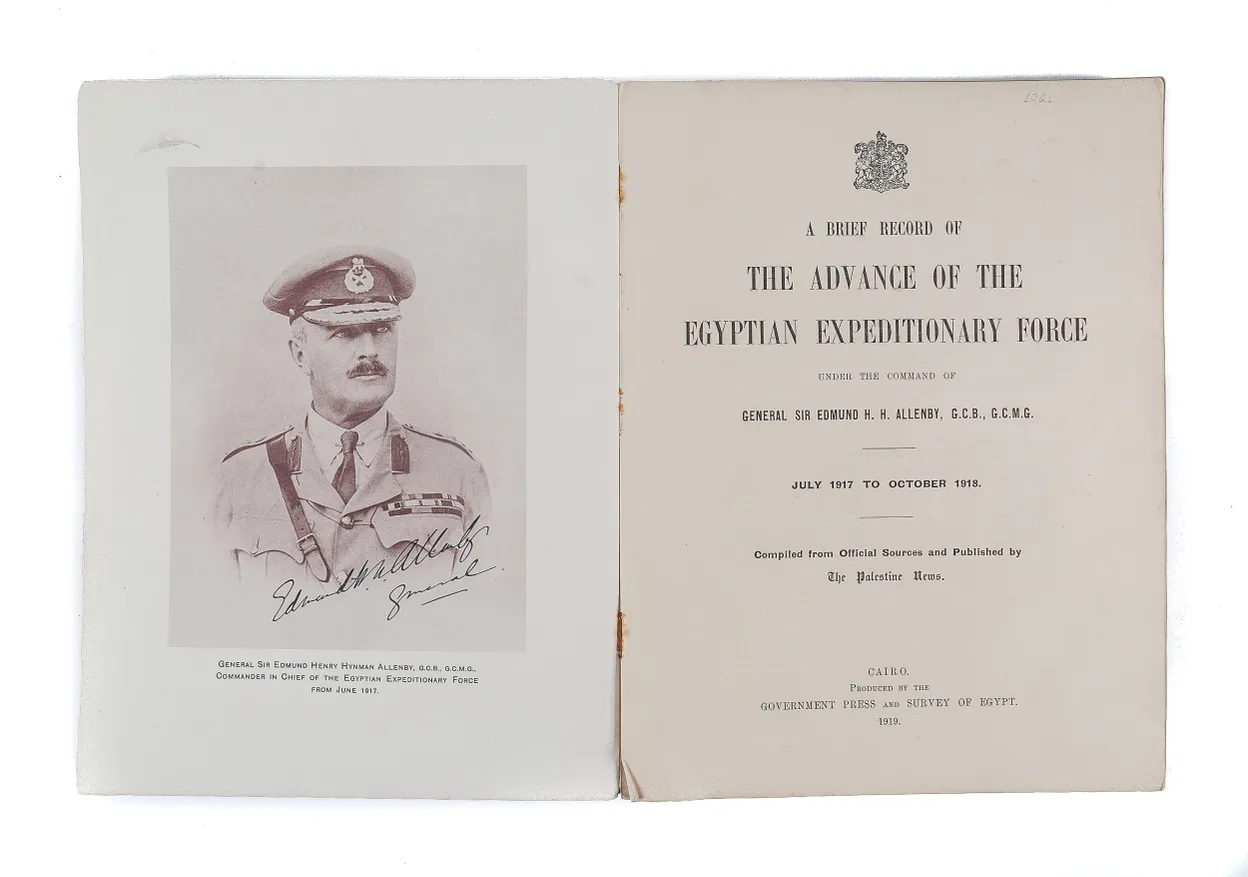 Edmund H. H. Allenby
General.
GENERAL SIR EDMUND HENRY HYNMAN ALLENBY, G.C.B., G.C.M.G.,
COMMANDER IN CHIEF OF THE EGYPTIAN EXPEDITIONARY FORCE
FROM JUNE 1917.
A BRIEF RECORD OF
THE ADVANCE OF THE
EGYPTIAN EXPEDITIONARY FORCE
UNDER THE COMMAND OF
GENERAL SIR EDMUND H. H. ALLENBY, G.C.B., G.C.M.G.
JULY 1917 TO OCTOBER 1918.
Compiled from Official Sources and Published by
The Palestine News.
CAIRO.
PRODUCED BY THE
GOVERNMENT PRESS AND SURVEY OF EGYPT.
1919.